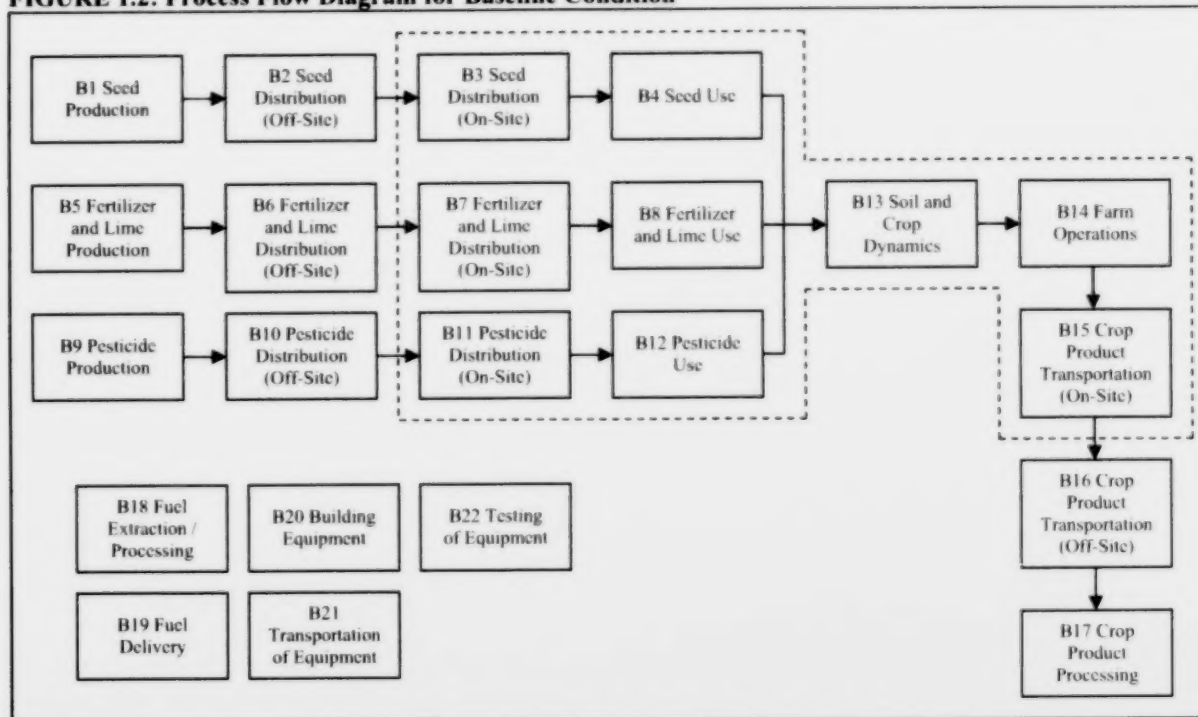 FIGURE 1.2: Process Flow Diagram for Baseline Condition
B1 Seed
Production
B2 Seed
Distribution
(Off-Site)
B3 Seed
Distribution
(On-Site)
B4 Seed Use
B5 Fertilizer
and Lime
Production
B6 Fertilizer
and Lime
Distribution
(Off-Site)
B7 Fertilizer
and Lime
Distribution
(On-Site)
B8 Fertilizer
and Lime Use
B13 Soil and
Crop
Dynamics
B14 Farm
Operations
B9 Pesticide
Production
B10 Pesticide
Distribution
(Off-Site)
B11 Pesticide
Distribution
(On-Site)
B12 Pesticide
Use
B15 Crop
Product
Transportation
(On-Site)
B16 Crop
Product
Transportation
(Off-Site)
B17 Crop
Product
Processing
B18 Fuel
Extraction /
Processing
B20 Building
Equipment
B22 Testing
of Equipment
B19 Fuel
Delivery
B21
Transportation
of Equipment